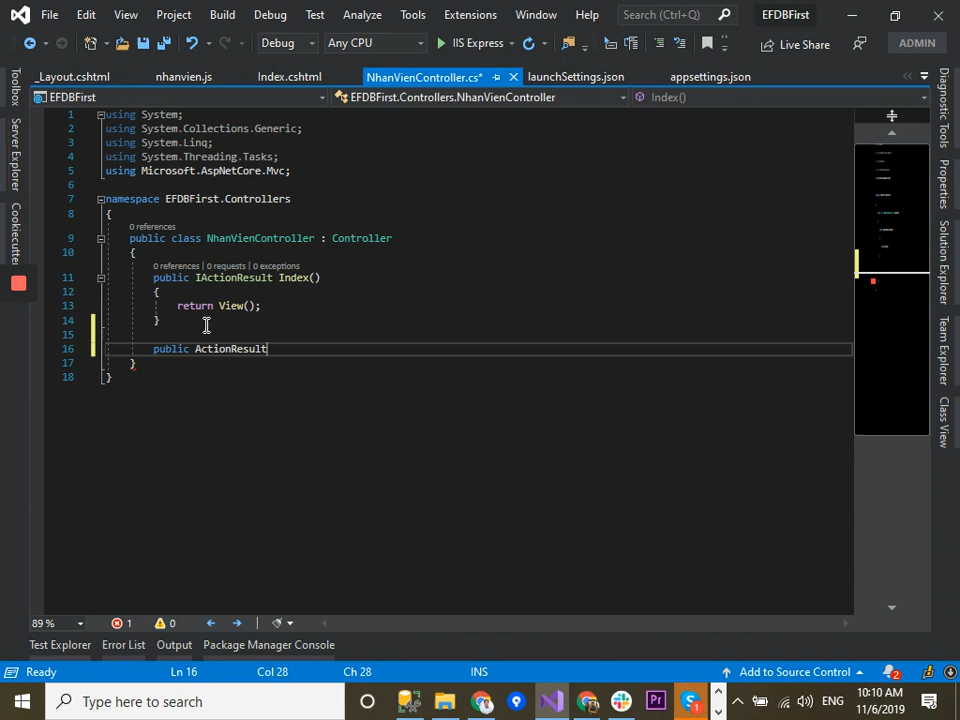 File Edit View Project Build Debug Test Analyze Tools Extensions Window Help Search (Ctrl+Q) EFDBFirst
Debug Any CPU IIS Express Live Share ADMIN
_Layout.cshtml nhanvien.js Index.cshtml NhanVienController.cs* launchSettings.json appsettings.json
EFDBFirst EFDBFirst.Controllers.NhanVienController Index()
Toolbox
Server Explorer
Cookiecutter
1 using System;
2 using System.Collections.Generic;
3 using System.Linq;
4 using System.Threading.Tasks;
5 using Microsoft.AspNetCore.Mvc;
6
7 namespace EFDBFirst.Controllers
8 {
0 references
9 public class NhanVienController : Controller
10 {
0 references | 0 requests | 0 exceptions
11 public IActionResult Index()
12 {
13 return View();
14 }
15
16 public ActionResult
17 }
18 }
Diagnostic Tools
Properties
Solution Explorer
Team Explorer
Class View
89 % 1 0
Test Explorer Error List Output Package Manager Console
Ready Ln 16 Col 28 Ch 28 INS Add to Source Control 2
Type here to search 1 ENG 10:10 AM
11/6/2019